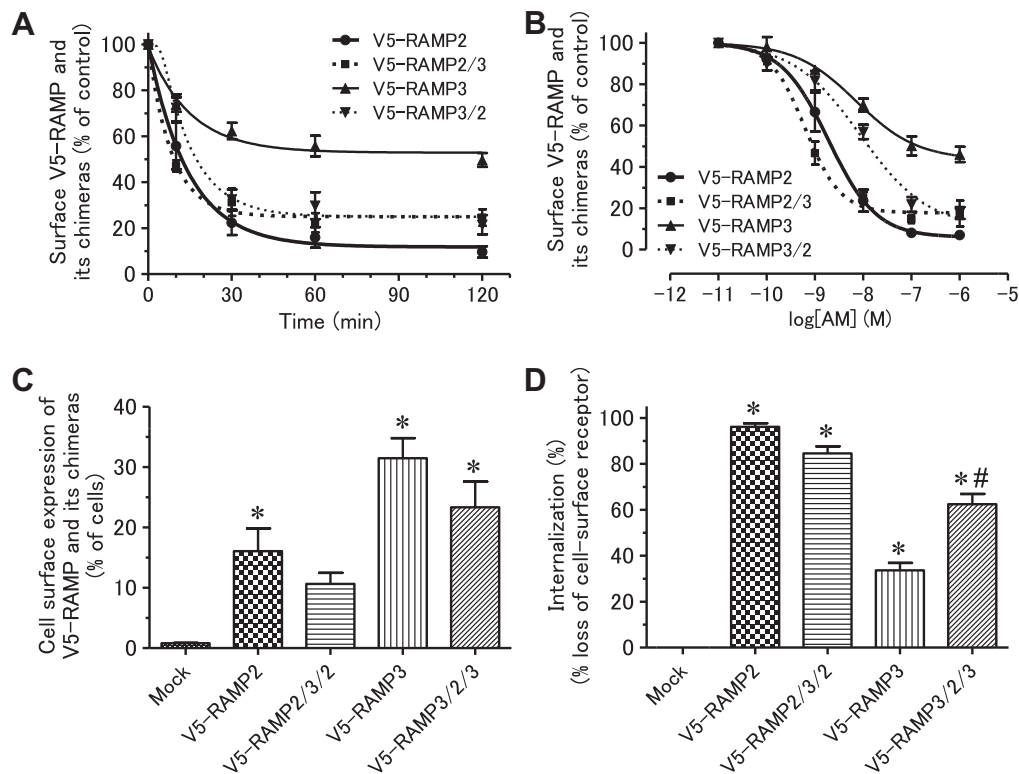 A
Surface V5-RAMP and
its chimeras (% of control)
100
80
60
40
20
0
0
30
60
90
120
Time (min)
V5-RAMP2
V5-RAMP2/3
V5-RAMP3
V5-RAMP3/2
B
Surface V5-RAMP and
its chimeras (% of control)
100
80
60
40
20
0
V5-RAMP2
V5-RAMP2/3
V5-RAMP3
V5-RAMP3/2
-12
-11
-10
-9
-8
-7
-6
-5
log[AM] (M)
C
Cell surface expression of
V5-RAMP and its chimeras
(% of cells)
40
30
20
10
0
*
*
*
Mock
V5-RAMP2
V5-RAMP2/3/2
V5-RAMP3
V5-RAMP3/2/3
D
Internalization (%)
(% loss of cell-surface receptor)
100
80
60
40
20
0
*
*
*
*#
Mock
V5-RAMP2
V5-RAMP2/3/2
V5-RAMP3
V5-RAMP3/2/3